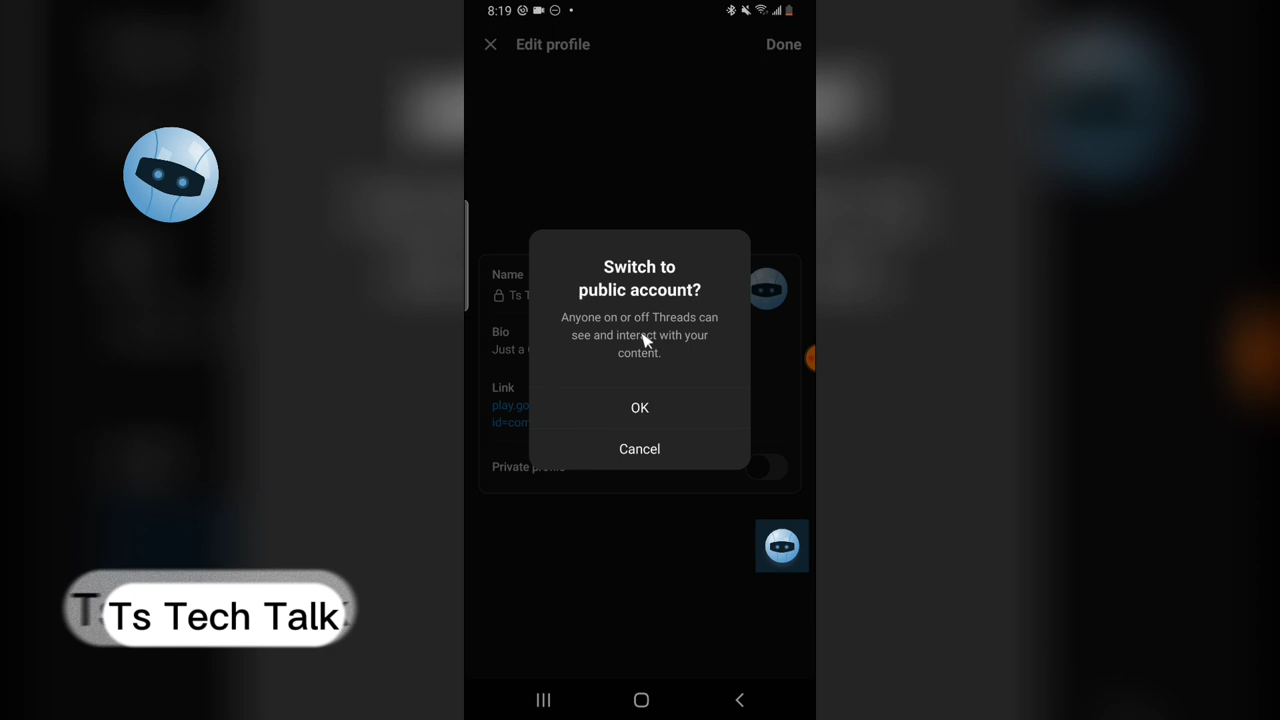 8:19
Edit profile
Done
Switch to
public account?
Anyone on or off Threads can
see and interact with your
content.
OK
Cancel
Name
Ts T
Bio
Just a
Link
play.go
id=com
Private profile
Ts Tech Talk